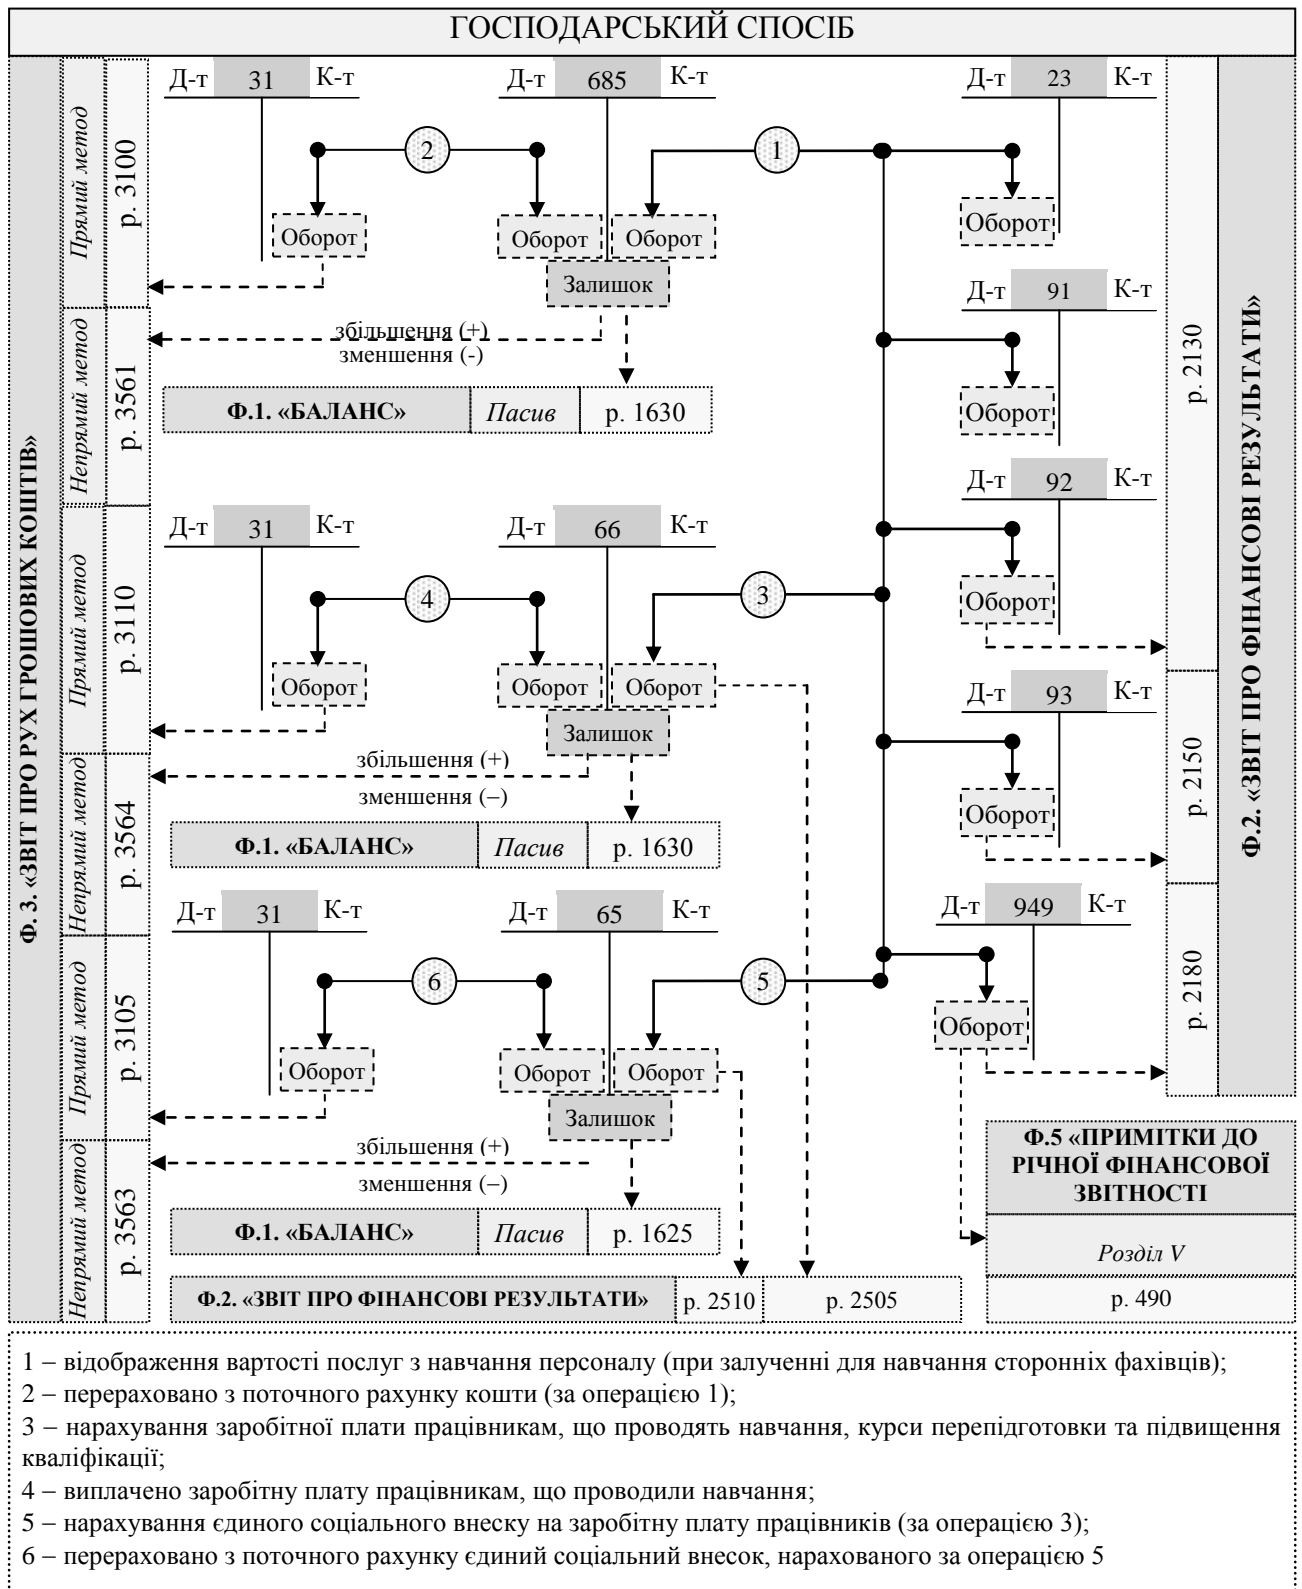 ГОСПОДАРСЬКИЙ СПОСІБ
Ф. 3. «ЗВІТ ПРО РУХ ГРОШОВИХ КОШТІВ»
Прямий метод
р. 3100
Непрямий метод
р. 3561
Прямий метод
р. 3110
Непрямий метод
р. 3564
Прямий метод
р. 3105
Непрямий метод
р. 3563
Д-т 31 К-т
Д-т 685 К-т
Д-т 23 К-т
2
1
Оборот
Оборот
Оборот
Оборот
Залишок
збільшення (+)
зменшення (-)
Ф.1. «БАЛАНС» Пасив р. 1630
Д-т 91 К-т
Оборот
Д-т 92 К-т
Оборот
Д-т 31 К-т
Д-т 66 К-т
4
3
Оборот
Оборот
Оборот
Залишок
збільшення (+)
зменшення (–)
Ф.1. «БАЛАНС» Пасив р. 1630
Д-т 93 К-т
Оборот
Д-т 31 К-т
Д-т 65 К-т
Д-т 949 К-т
6
5
Оборот
Оборот
Оборот
Оборот
Залишок
збільшення (+)
зменшення (–)
Ф.1. «БАЛАНС» Пасив р. 1625
Ф.2. «ЗВІТ ПРО ФІНАНСОВІ РЕЗУЛЬТАТИ» р. 2510 р. 2505
р. 2130
р. 2150
р. 2180
Ф.2. «ЗВІТ ПРО ФІНАНСОВІ РЕЗУЛЬТАТИ»
Ф.5 «ПРИМІТКИ ДО
РІЧНОЇ ФІНАНСОВОЇ
ЗВІТНОСТІ
Розділ V
р. 490
1 – відображення вартості послуг з навчання персоналу (при залученні для навчання сторонніх фахівців);
2 – перераховано з поточного рахунку кошти (за операцією 1);
3 – нарахування заробітної плати працівникам, що проводять навчання, курси перепідготовки та підвищення
кваліфікації;
4 – виплачено заробітну плату працівникам, що проводили навчання;
5 – нарахування єдиного соціального внеску на заробітну плату працівників (за операцією 3);
6 – перераховано з поточного рахунку єдиний соціальний внесок, нарахованого за операцією 5